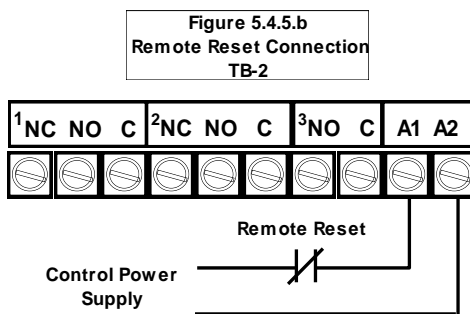 Figure 5.4.5.b
Remote Reset Connection
TB-2
1NC NO C 2NC NO C 3NO C A1 A2
Remote Reset
Control Power
Supply